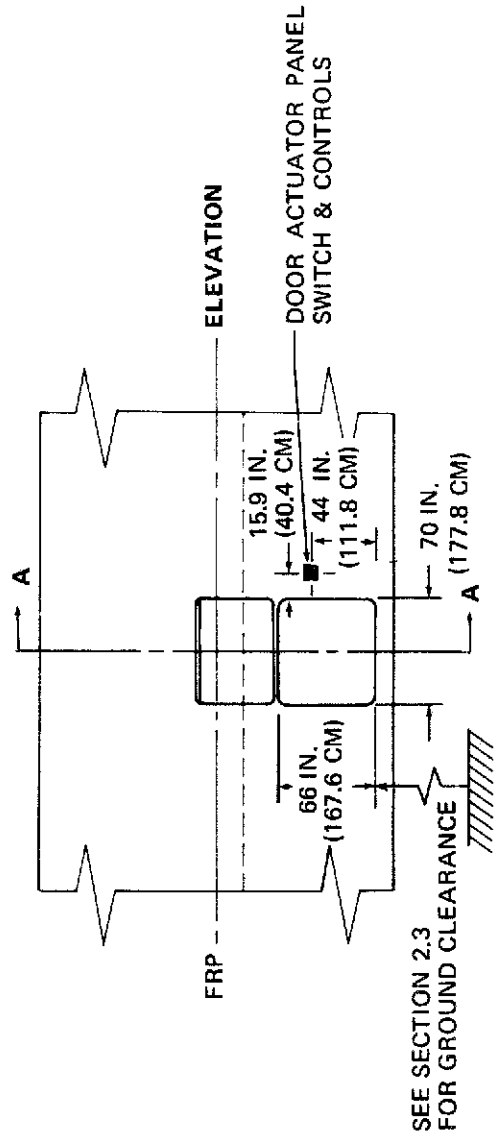 A
FRP
ELEVATION
15.9 IN.
(40.4 CM)
DOOR ACTUATOR PANEL
SWITCH & CONTROLS
44 IN.
(111.8 CM)
66 IN.
(167.6 CM)
70 IN.
(177.8 CM)
A
SEE SECTION 2.3
FOR GROUND CLEARANCE